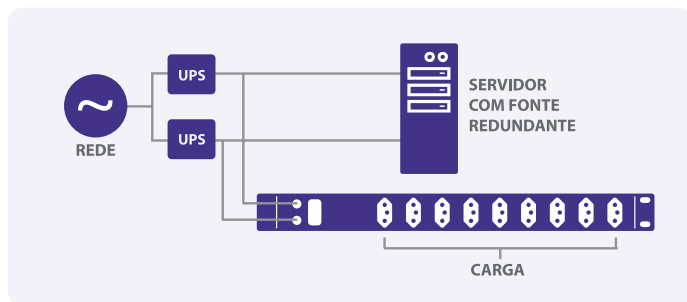 UPS
SERVIDOR
COM FONTE
REDUNDANTE
UPS
REDE
CARGA